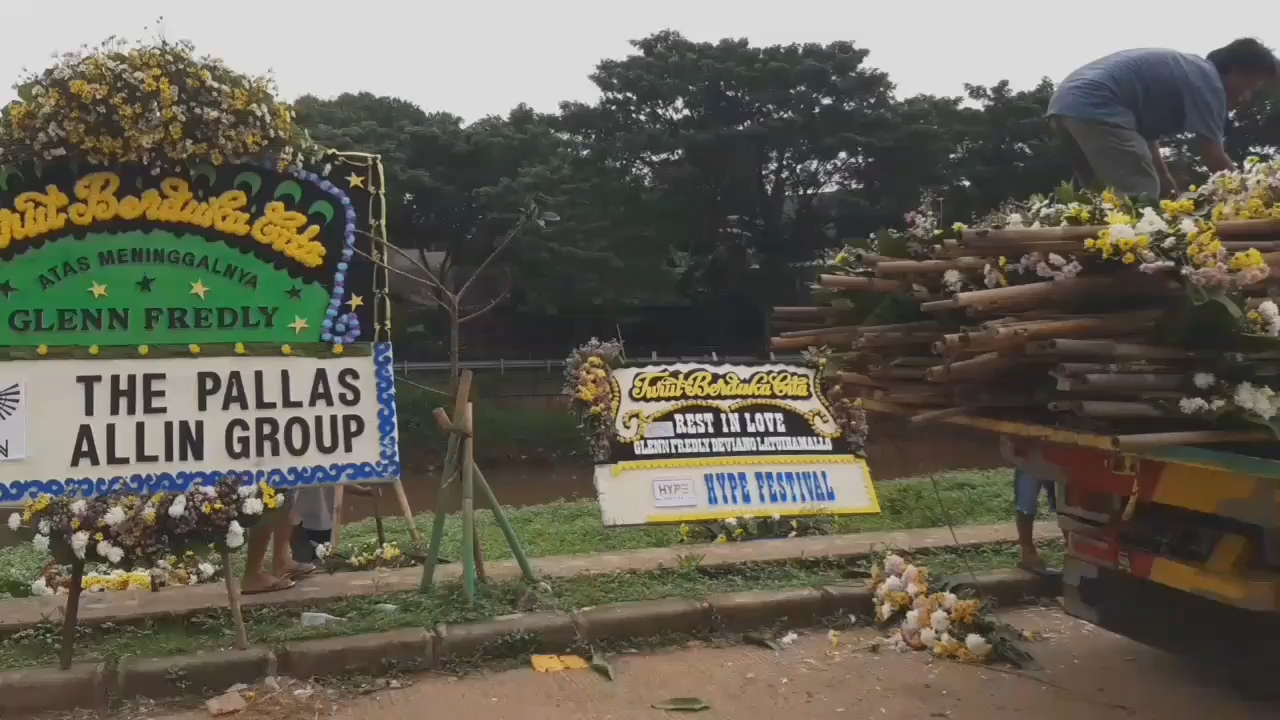 Turut Berduka Cita
ATAS MENINGGALNYA
GLENN FREDLY
THE PALLAS
ALLIN GROUP
Turut Berduka Cita
REST IN LOVE
GLENN FREDLY DEVIANO LATUIHAMALLO
HYPE
HYPE FESTIVAL